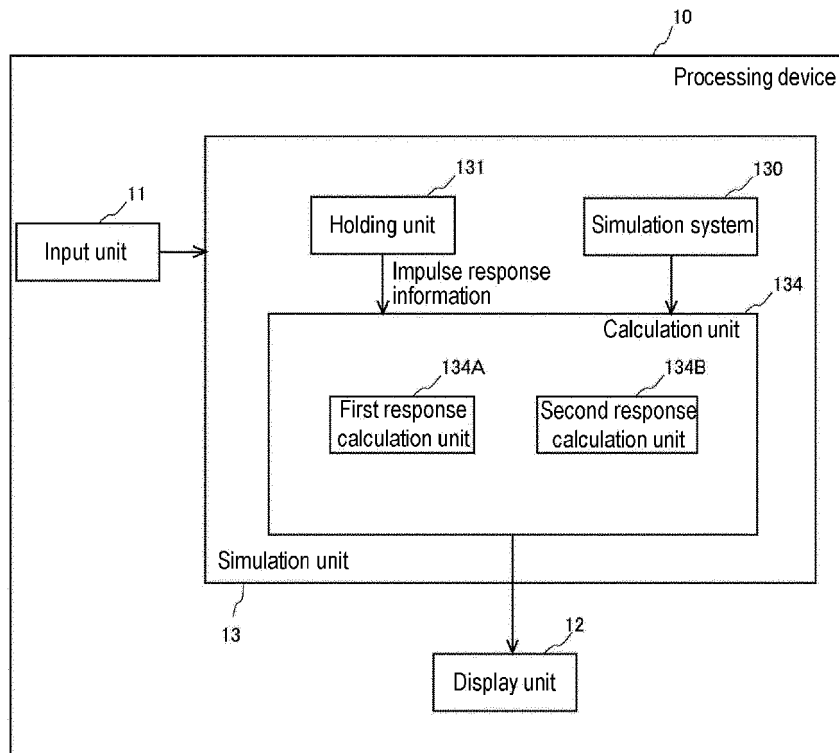 10
Processing device
131
130
11
Holding unit
Simulation system
Input unit
Impulse response
information
134
Calculation unit
134A
134B
First response
calculation unit
Second response
calculation unit
Simulation unit
13
12
Display unit